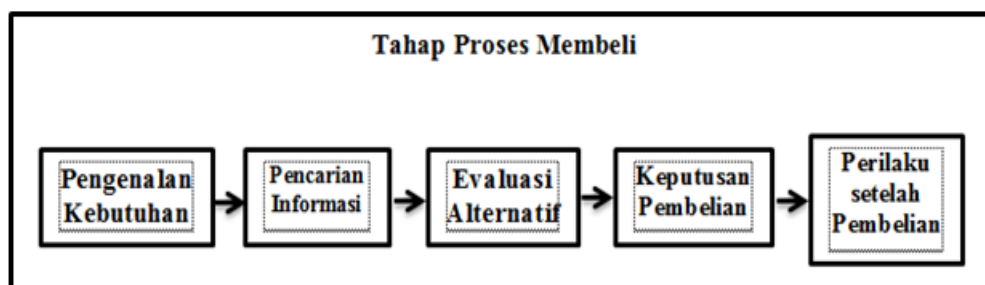 Tahap Proses Membeli
Pengenalan
Kebutuhan
Pencarian
Informasi
Evaluasi
Alternatif
Keputusan
Pembelian
Perilaku
setelah
Pembelian